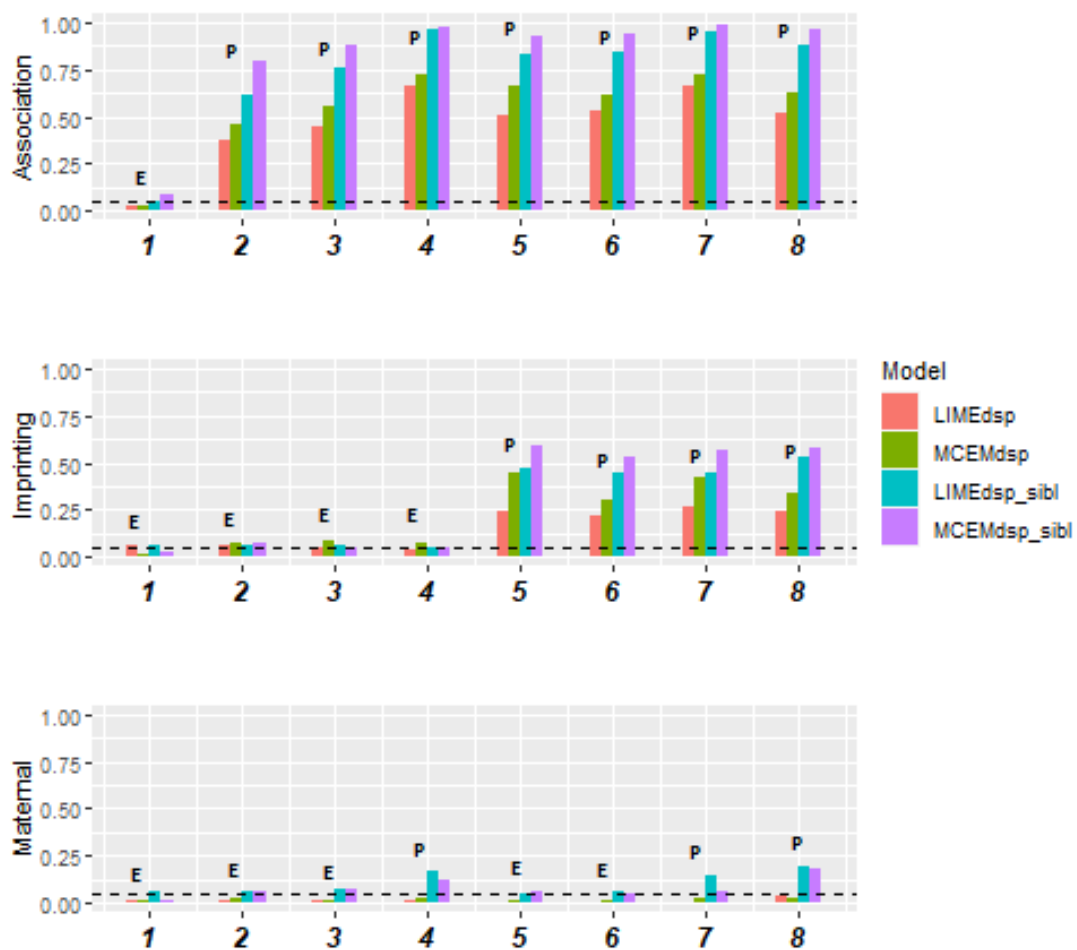 Association
1.00
0.75
0.50
0.25
0.00
E P P P P P P P
1 2 3 4 5 6 7 8
Imprinting
1.00
0.75
0.50
0.25
0.00
E E E E P P P P
1 2 3 4 5 6 7 8
Model
LIMEdsp
MCEMdsp
LIMEdsp_sibl
MCEMdsp_sibl
Maternal
1.00
0.75
0.50
0.25
0.00
E E E P E E P P
1 2 3 4 5 6 7 8